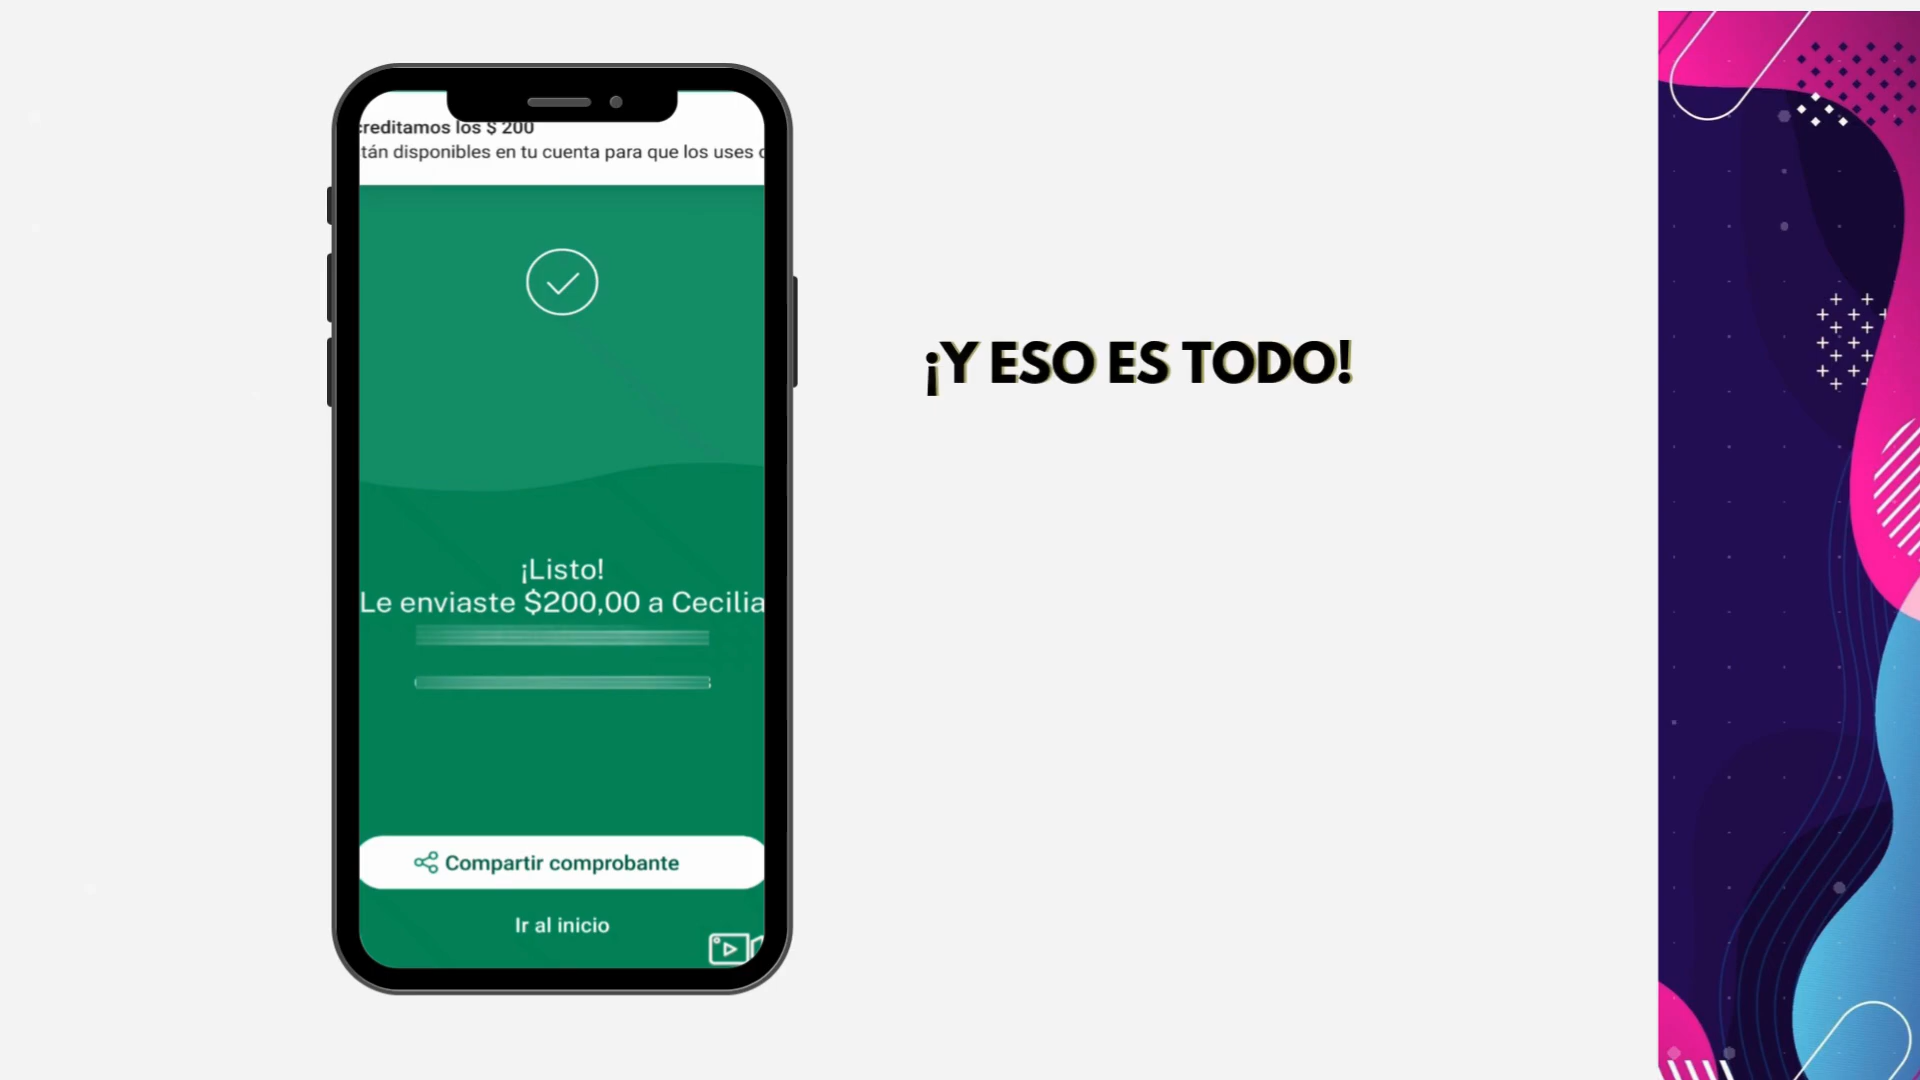 creditamos los $ 200
tán disponibles en tu cuenta para que los uses
¡Listo!
Le enviaste $200,00 a Cecilia
Compartir comprobante
Ir al inicio
¡Y ESO ES TODO!